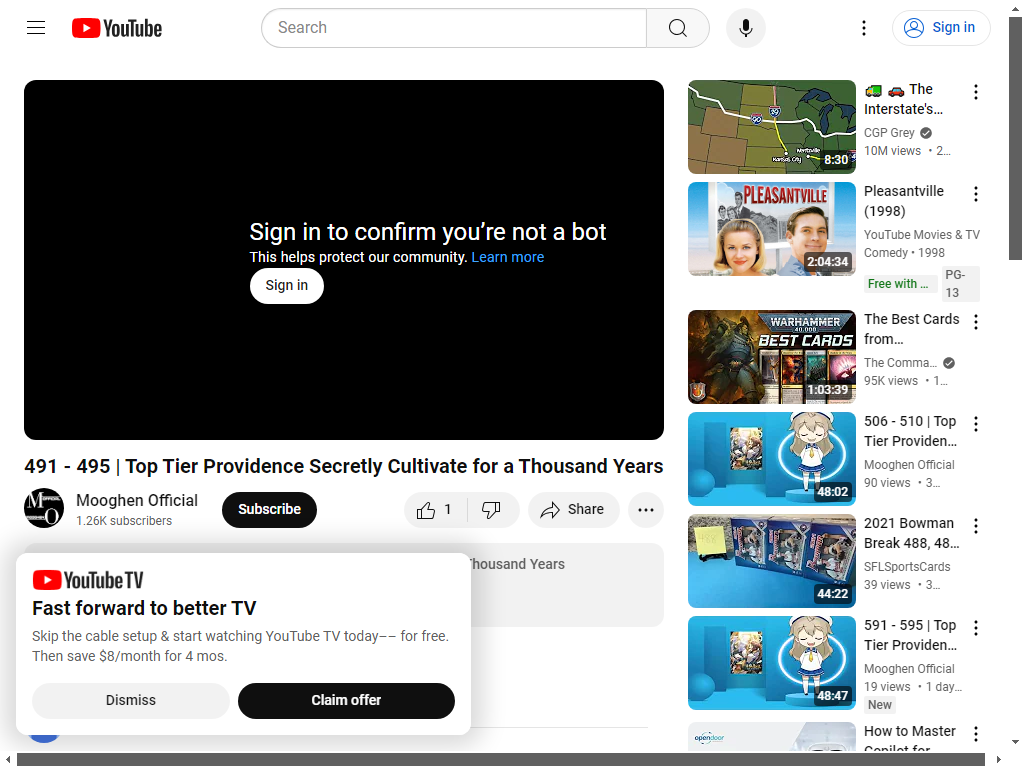 YouTube
Search
Sign in
Sign in to confirm you’re not a bot
This helps protect our community. Learn more
Sign in
491 - 495 | Top Tier Providence Secretly Cultivate for a Thousand Years
Mooghen Official
1.26K subscribers
Subscribe
1
Share
Thousand Years
YouTube TV
Fast forward to better TV
Skip the cable setup & start watching YouTube TV today–– for free.
Then save $8/month for 4 mos.
Dismiss
Claim offer
90
Kansas City
Huntsville
8:30
The
Interstate's…
CGP Grey
10M views • 2…
PLEASANTVILLE
2:04:34
Pleasantville
(1998)
YouTube Movies & TV
Comedy • 1998
Free with …
PG-
13
WARHAMMER
40,000
BEST CARDS
1:03:39
The Best Cards
from…
The Comma…
95K views • 1…
48:02
506 - 510 | Top
Tier Providen…
Mooghen Official
90 views • 3…
44:22
2021 Bowman
Break 488, 48…
SFLSportsCards
39 views • 3…
48:47
591 - 595 | Top
Tier Providen…
Mooghen Official
19 views • 1 day…
New
opendoor
How to Master
Copilot for